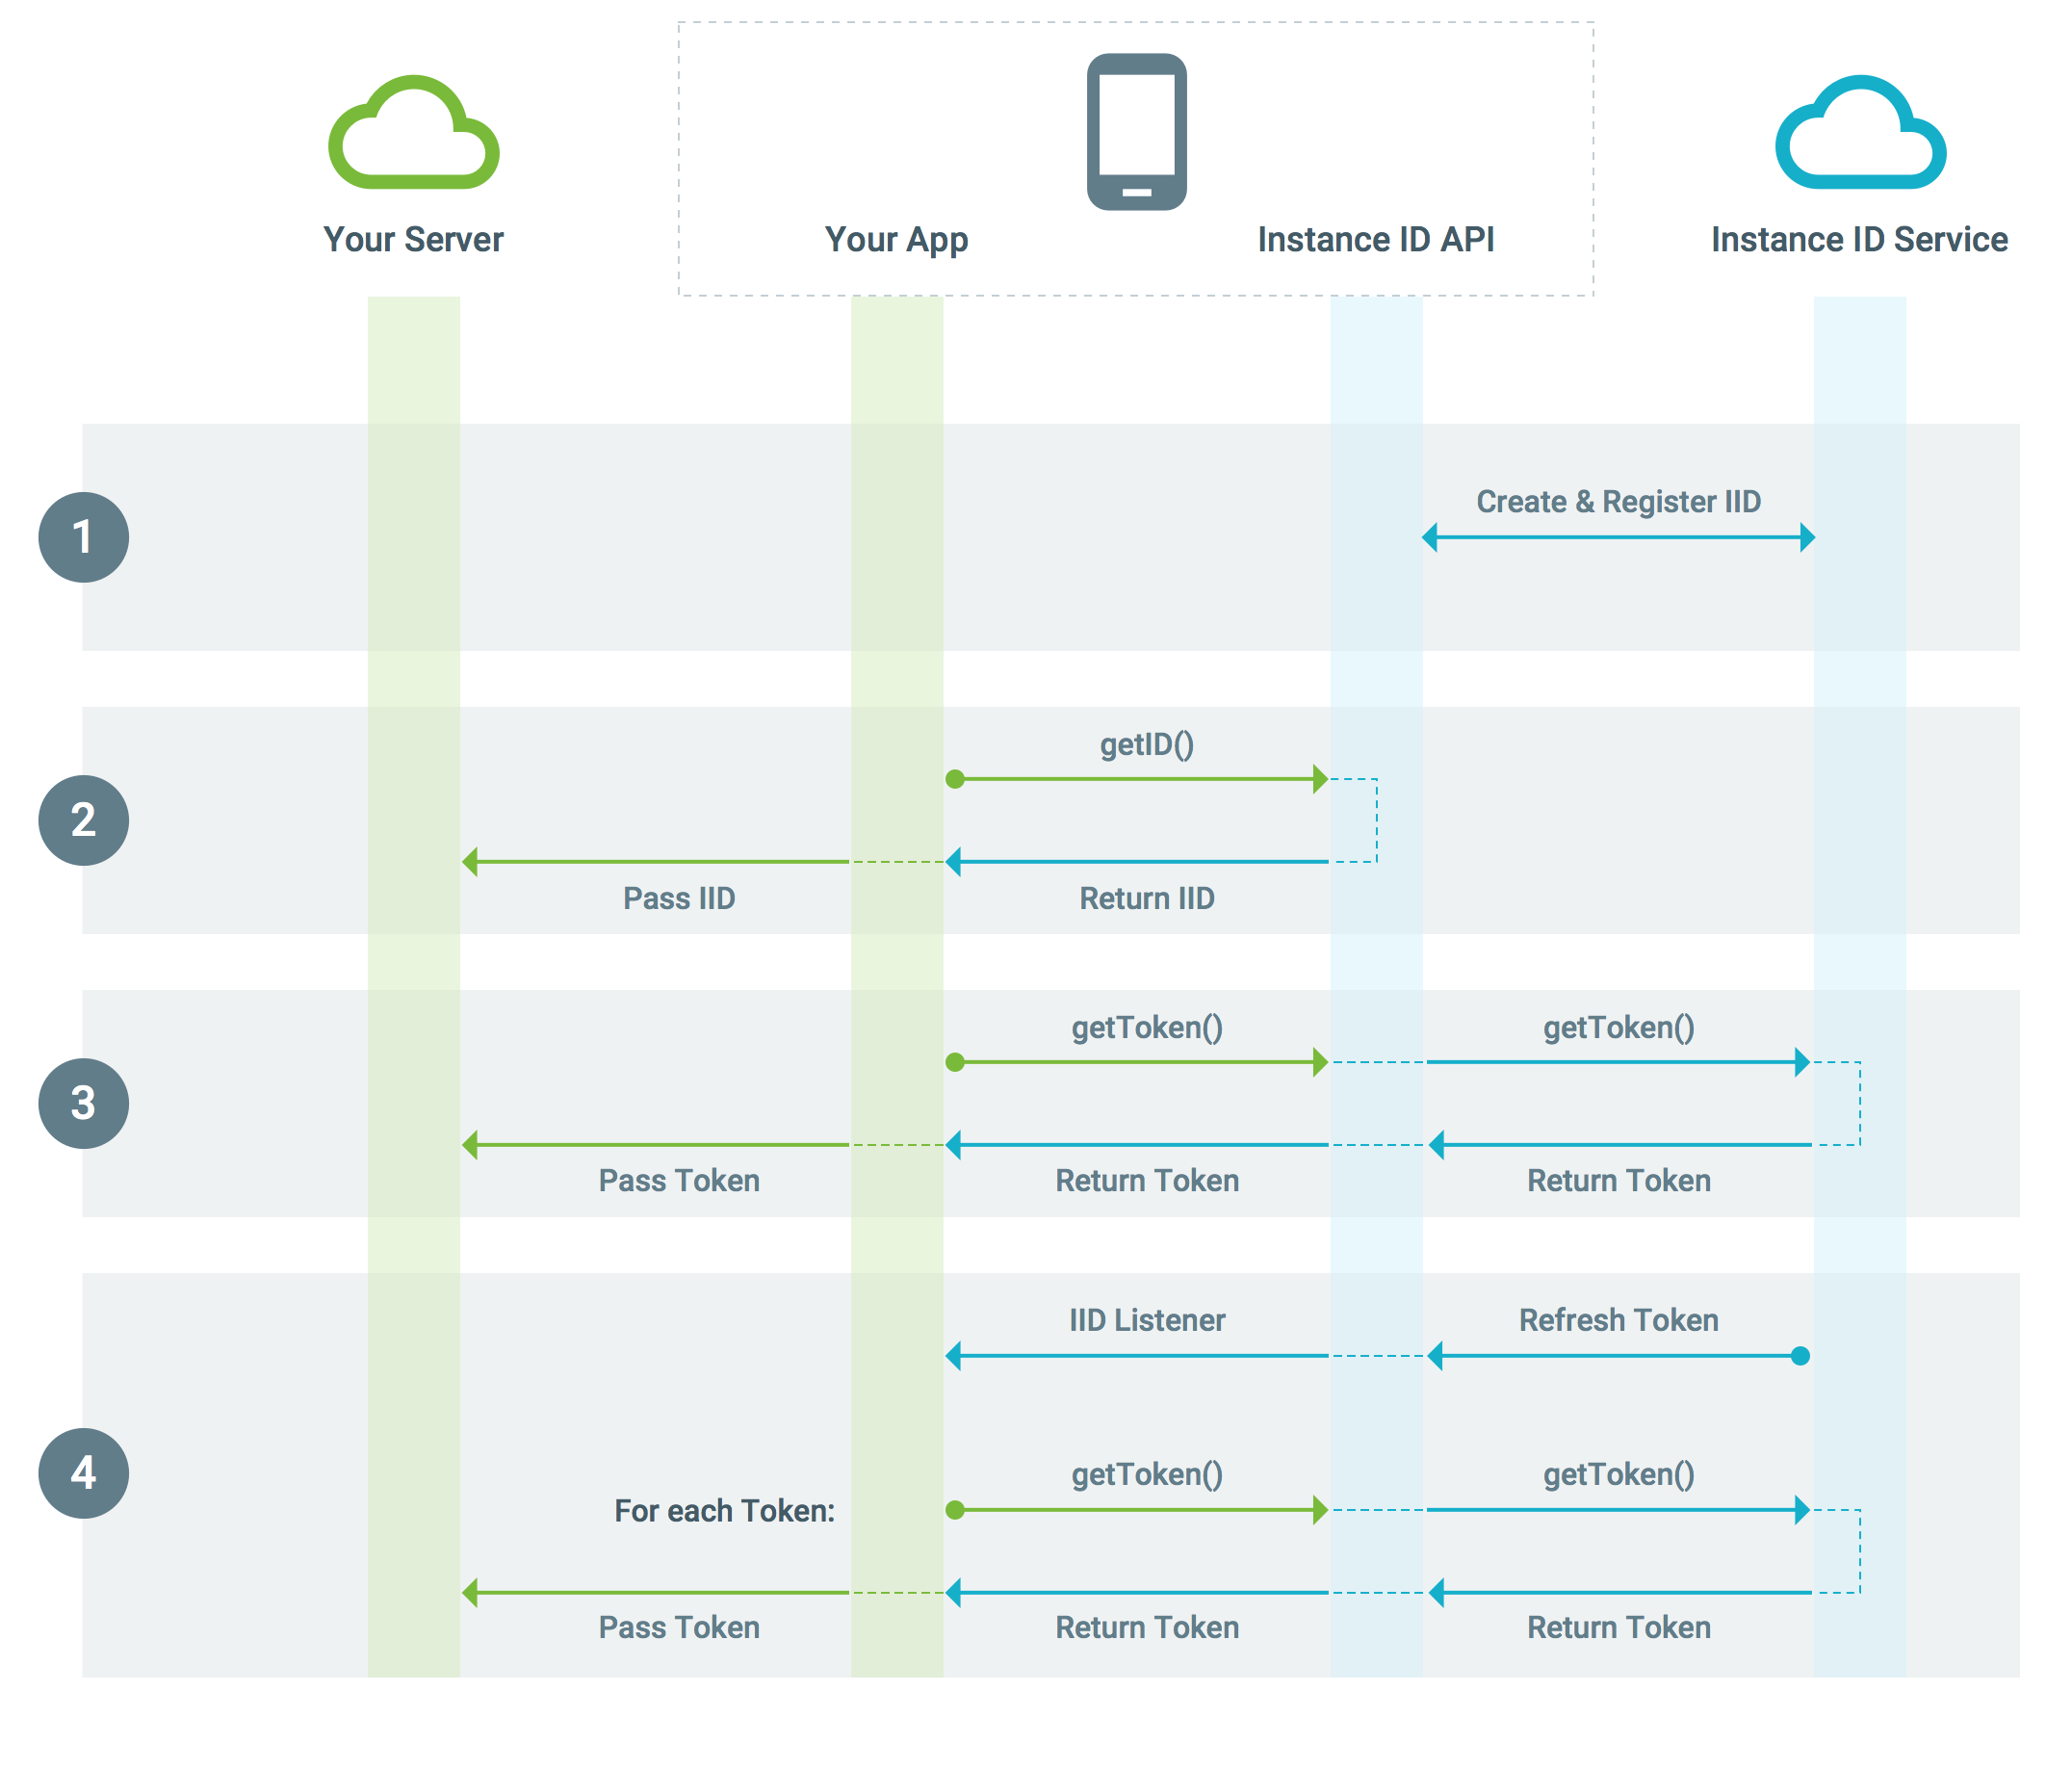 Your Server
Your App
Instance ID API
Instance ID Service
1
Create & Register IID
2
getID()
Pass IID
Return IID
3
getToken()
getToken()
Pass Token
Return Token
Return Token
4
IID Listener
Refresh Token
For each Token:
getToken()
getToken()
Pass Token
Return Token
Return Token